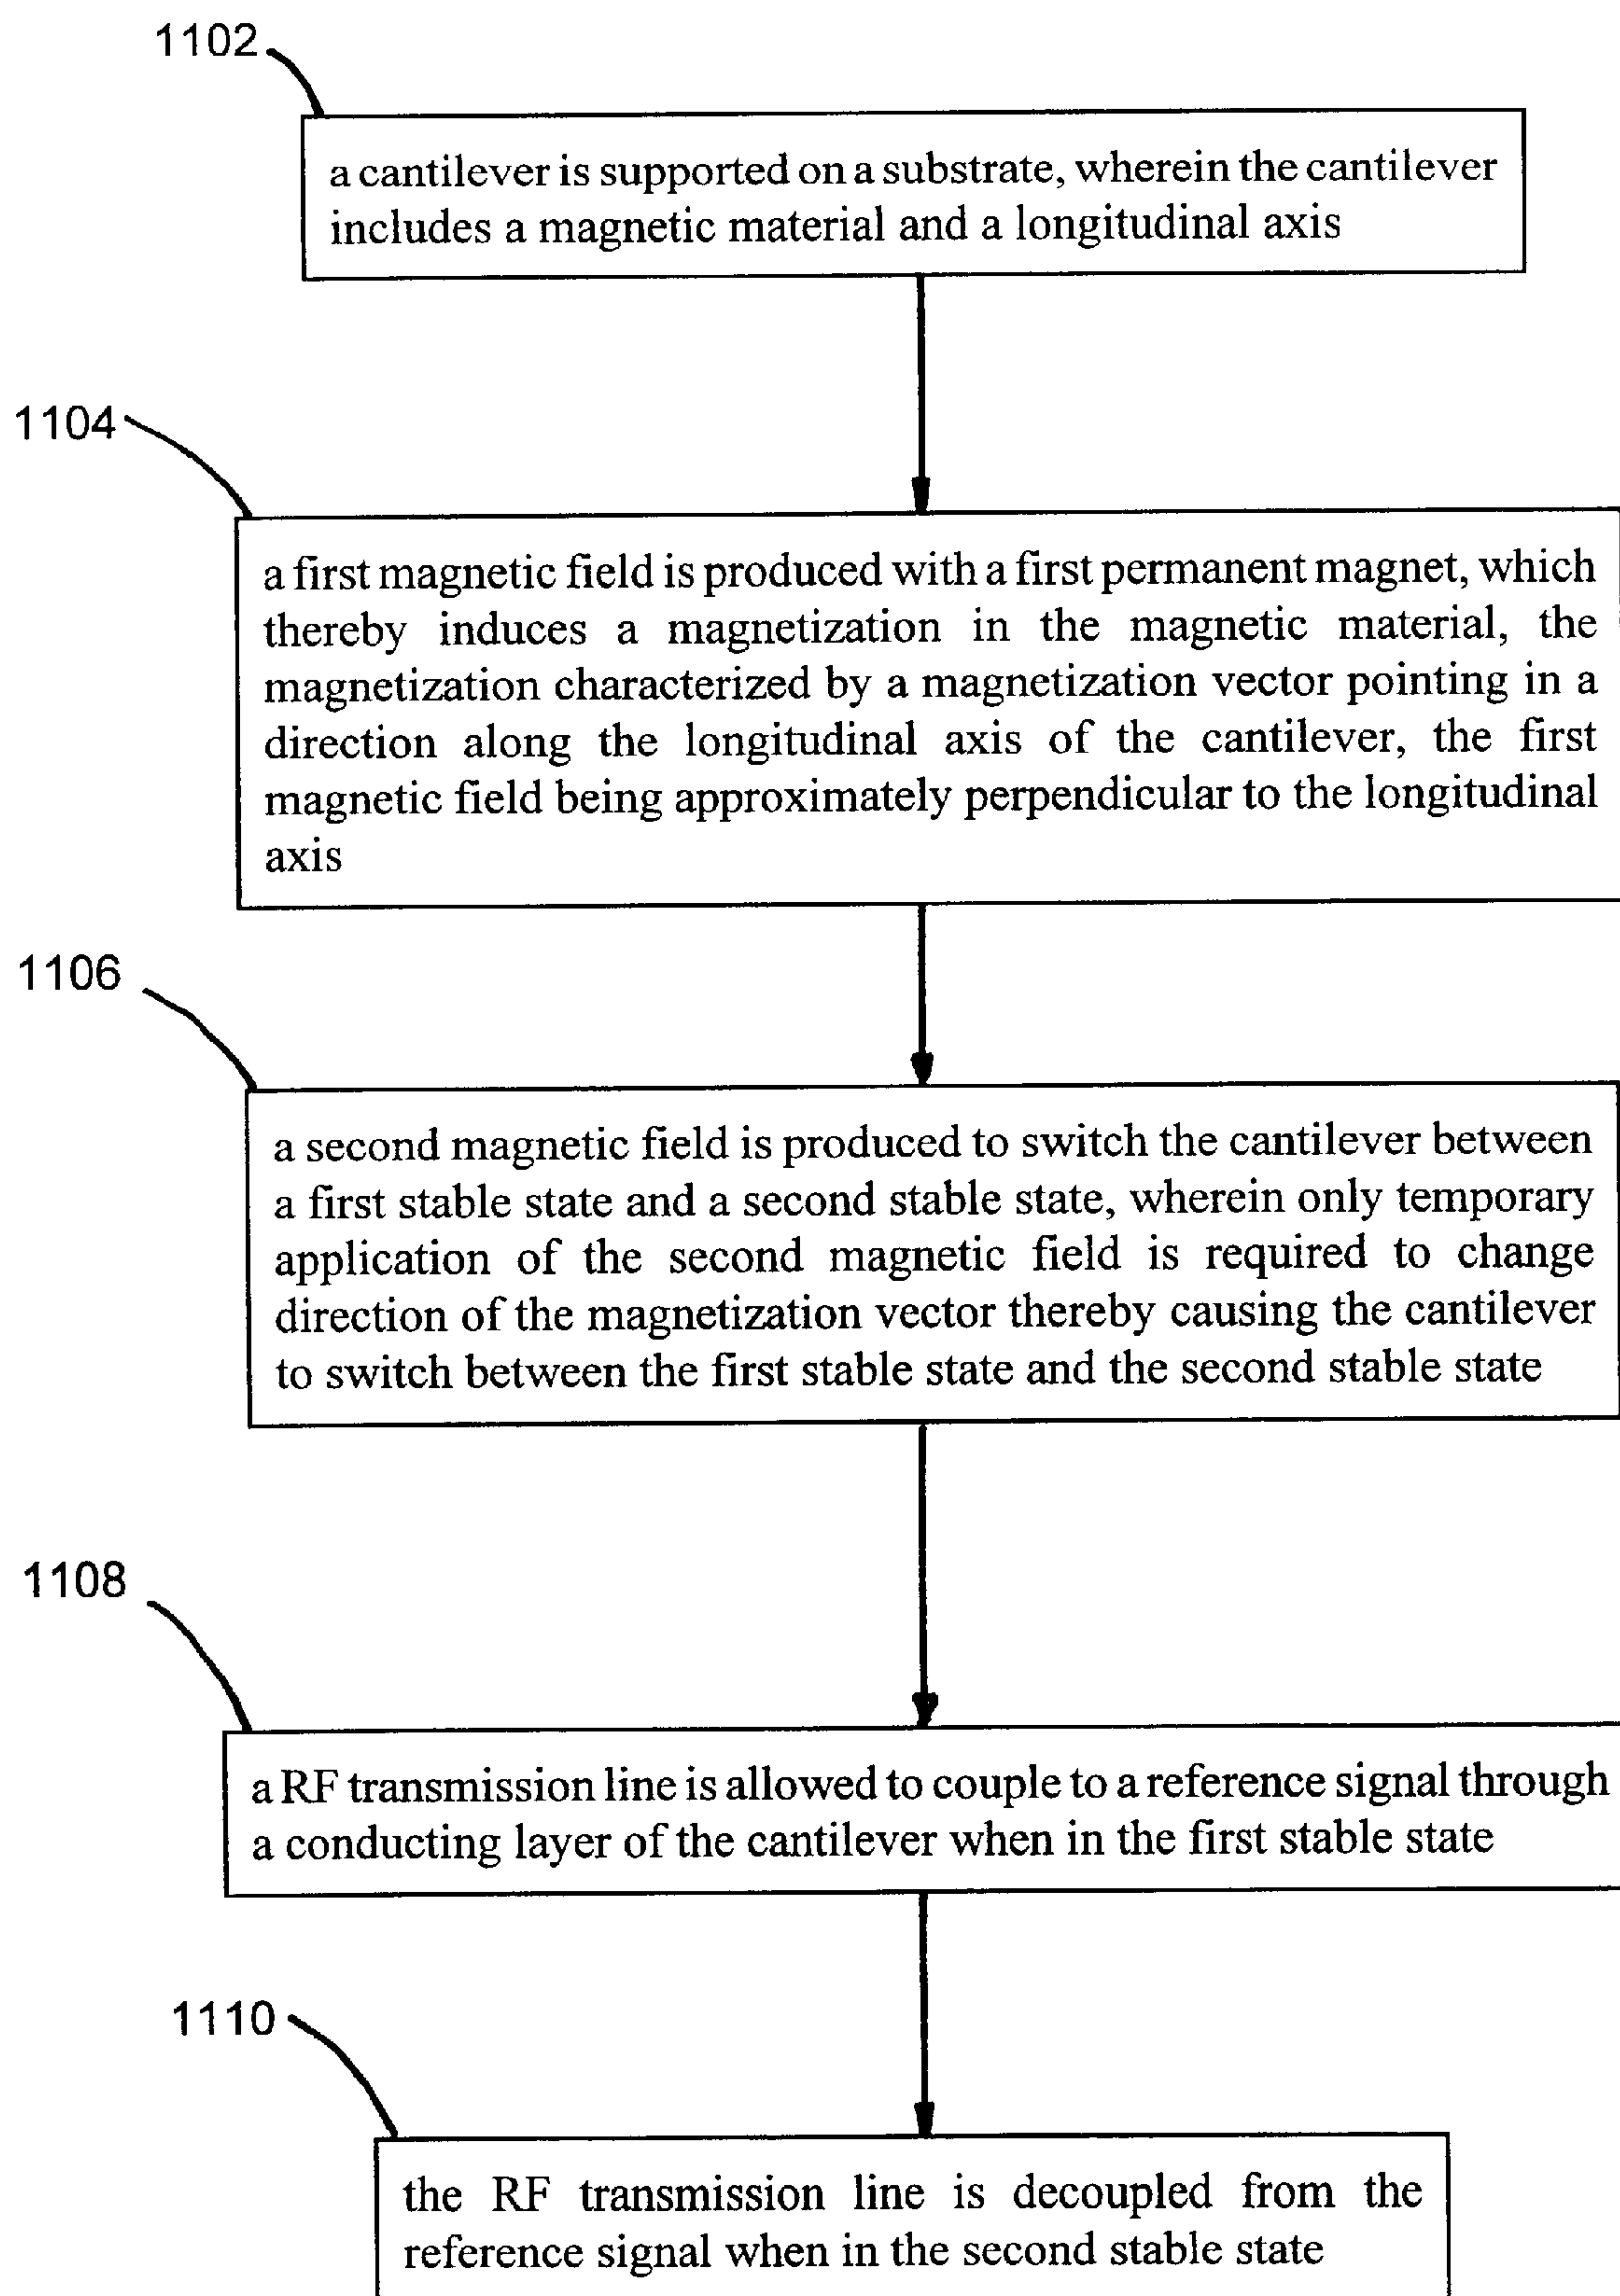 1102
a cantilever is supported on a substrate, wherein the cantilever
includes a magnetic material and a longitudinal axis
1104
a first magnetic field is produced with a first permanent magnet, which
thereby induces a magnetization in the magnetic material, the
magnetization characterized by a magnetization vector pointing in a
direction along the longitudinal axis of the cantilever, the first
magnetic field being approximately perpendicular to the longitudinal
axis
1106
a second magnetic field is produced to switch the cantilever between
a first stable state and a second stable state, wherein only temporary
application of the second magnetic field is required to change
direction of the magnetization vector thereby causing the cantilever
to switch between the first stable state and the second stable state
1108
a RF transmission line is allowed to couple to a reference signal through
a conducting layer of the cantilever when in the first stable state
1110
the RF transmission line is decoupled from the
reference signal when in the second stable state